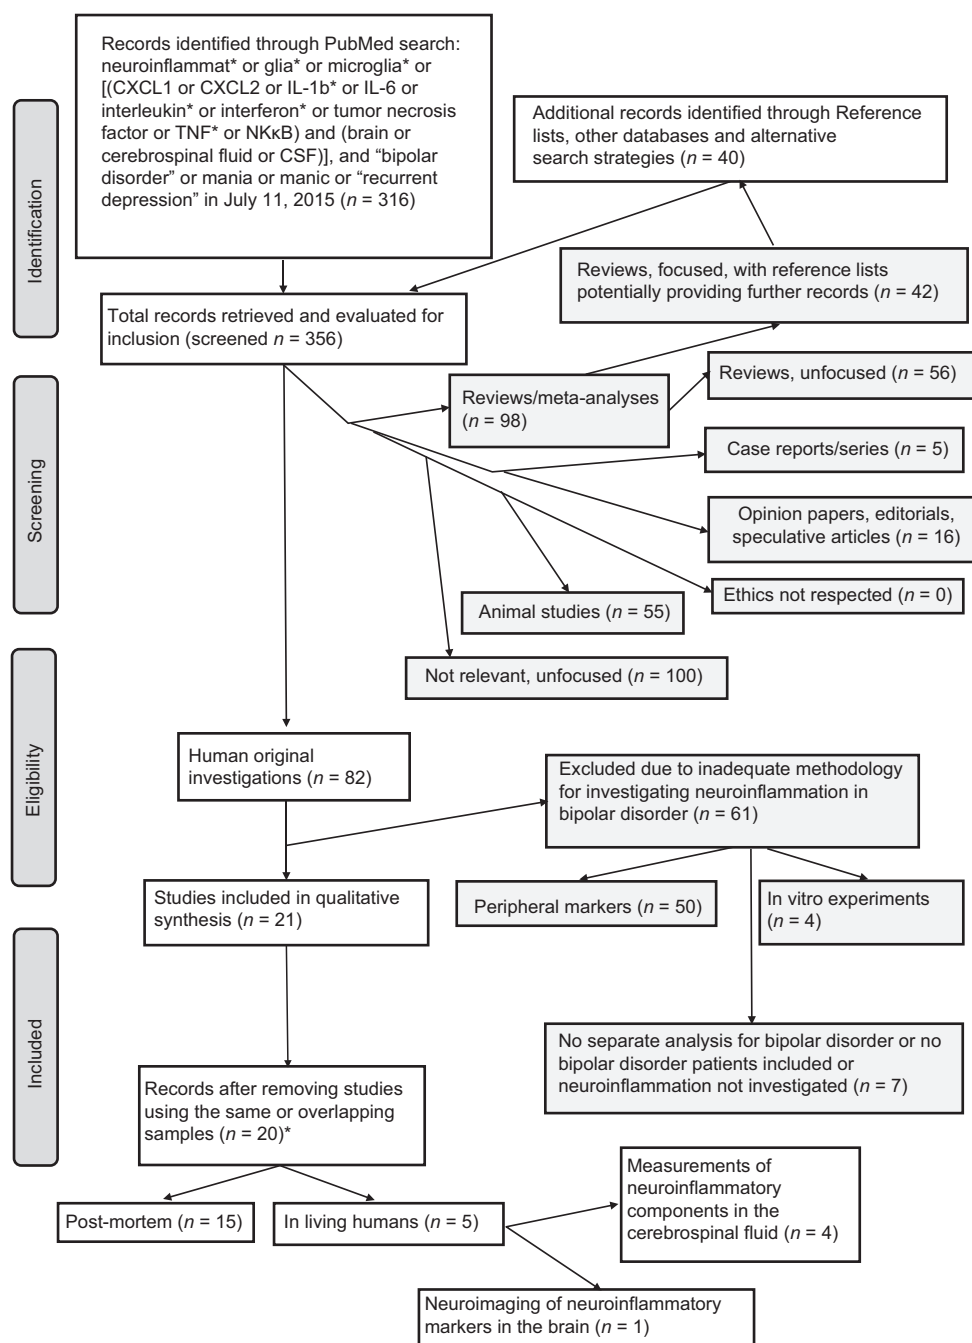 Records identified through PubMed search:
neuroinflammat* or glia* or microglia* or
[(CXCL1 or CXCL2 or IL-1b* or IL-6 or
interleukin* or interferon* or tumor necrosis
factor or TNF* or NKκB) and (brain or
cerebrospinal fluid or CSF)], and “bipolar
disorder” or mania or manic or “recurrent
depression” in July 11, 2015 (n = 316)
Additional records identified through Reference
lists, other databases and alternative
search strategies (n = 40)
Identification
Reviews, focused, with reference lists
potentially providing further records (n = 42)
Total records retrieved and evaluated for
inclusion (screened n = 356)
Screening
Reviews/meta-analyses
(n = 98)
Reviews, unfocused (n = 56)
Case reports/series (n = 5)
Opinion papers, editorials,
speculative articles (n = 16)
Ethics not respected (n = 0)
Animal studies (n = 55)
Not relevant, unfocused (n = 100)
Eligibility
Human original
investigations (n = 82)
Excluded due to inadequate methodology
for investigating neuroinflammation in
bipolar disorder (n = 61)
Studies included in qualitative
synthesis (n = 21)
Peripheral markers (n = 50)
In vitro experiments
(n = 4)
Included
No separate analysis for bipolar disorder or no
bipolar disorder patients included or
neuroinflammation not investigated (n = 7)
Records after removing studies
using the same or overlapping
samples (n = 20)*
Post-mortem (n = 15)
In living humans (n = 5)
Measurements of
neuroinflammatory
components in the
cerebrospinal fluid (n = 4)
Neuroimaging of neuroinflammatory
markers in the brain (n = 1)